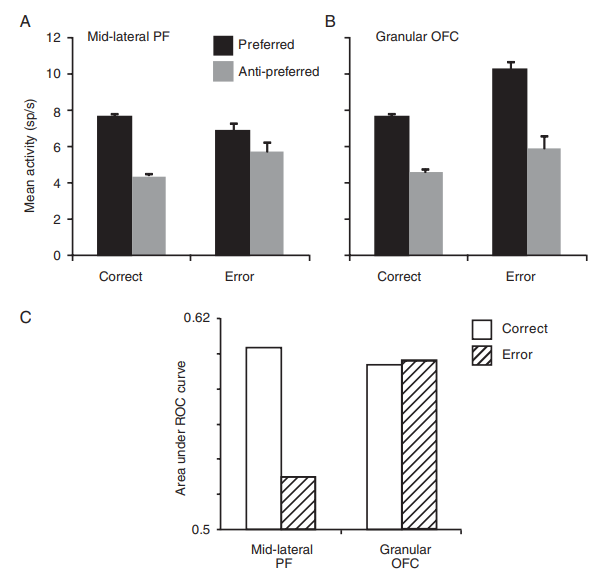 A
B
Mid-lateral PF
Granular OFC
Preferred
Anti-preferred
Mean activity (sp/s)
12
10
8
6
4
2
0
Correct
Error
Correct
Error
C
0.62
0.5
Area under ROC curve
Correct
Error
Mid-lateral
PF
Granular
OFC